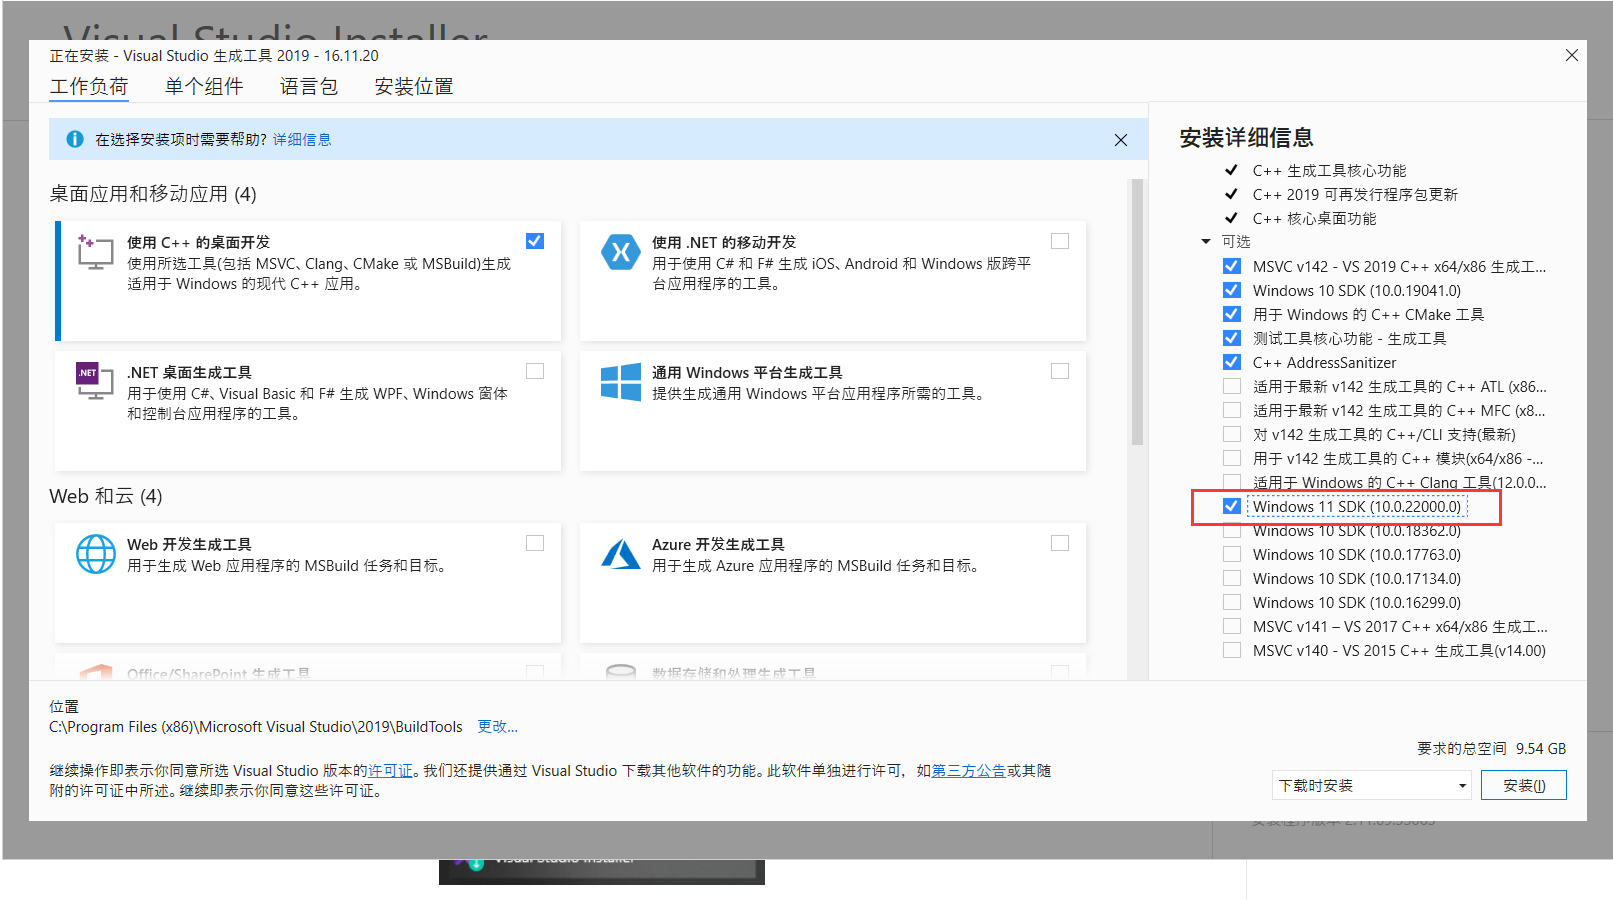 Visual Studio Installer
正在安装 - Visual Studio 生成工具 2019 - 16.11.20
工作负荷 单个组件 语言包 安装位置
在选择安装项时需要帮助? 详细信息
桌面应用和移动应用 (4)
使用 C++ 的桌面开发
使用所选工具(包括 MSVC、Clang、CMake 或 MSBuild)生成
适用于 Windows 的现代 C++ 应用。
使用 .NET 的移动开发
用于使用 C# 和 F# 生成 iOS、Android 和 Windows 版跨平
台应用程序的工具。
.NET
.NET 桌面生成工具
用于使用 C#、Visual Basic 和 F# 生成 WPF、Windows 窗体
和控制台应用程序的工具。
通用 Windows 平台生成工具
提供生成通用 Windows 平台应用程序所需的工具。
Web 和云 (4)
Web 开发生成工具
用于生成 Web 应用程序的 MSBuild 任务和目标。
Azure 开发生成工具
用于生成 Azure 应用程序的 MSBuild 任务和目标。
Office/SharePoint 生成工具
数据存储和处理生成工具
安装详细信息
C++ 生成工具核心功能
C++ 2019 可再发行程序包更新
C++ 核心桌面功能
可选
MSVC v142 - VS 2019 C++ x64/x86 生成工...
Windows 10 SDK (10.0.19041.0)
用于 Windows 的 C++ CMake 工具
测试工具核心功能 - 生成工具
C++ AddressSanitizer
适用于最新 v142 生成工具的 C++ ATL (x86...
适用于最新 v142 生成工具的 C++ MFC (x8...
对 v142 生成工具的 C++/CLI 支持(最新)
用于 v142 生成工具的 C++ 模块(x64/x86 -...
适用于 Windows 的 C++ Clang 工具(12.0.0...
Windows 11 SDK (10.0.22000.0)
Windows 10 SDK (10.0.18362.0)
Windows 10 SDK (10.0.17763.0)
Windows 10 SDK (10.0.17134.0)
Windows 10 SDK (10.0.16299.0)
MSVC v141 – VS 2017 C++ x64/x86 生成工...
MSVC v140 - VS 2015 C++ 生成工具(v14.00)
位置
C:\Program Files (x86)\Microsoft Visual Studio\2019\BuildTools 更改...
继续操作即表示你同意所选 Visual Studio 版本的许可证。我们还提供通过 Visual Studio 下载其他软件的功能。此软件单独进行许可，如第三方公告或其随
附的许可证中所述。继续即表示你同意这些许可证。
要求的总空间 9.54 GB
下载时安装
安装(I)
Visual Studio Installer